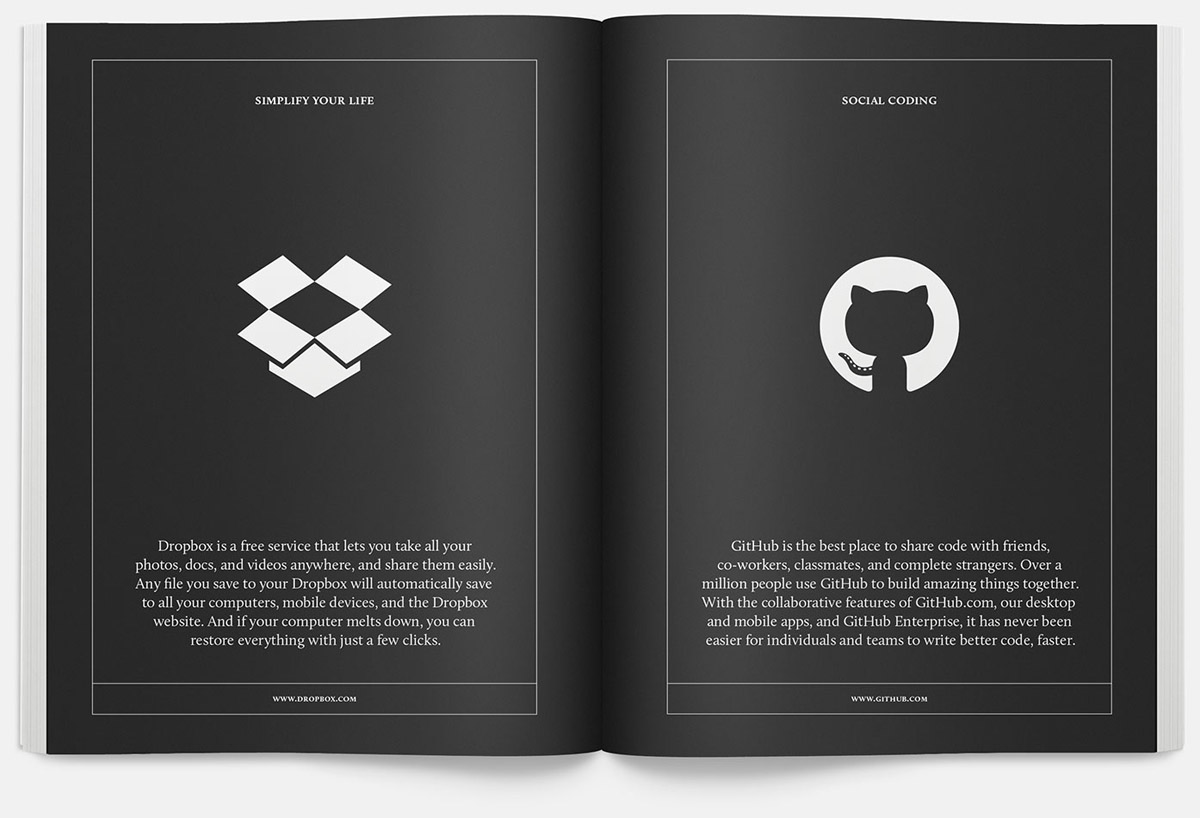 SIMPLIFY YOUR LIFE
Dropbox is a free service that lets you take all your
photos, docs, and videos anywhere, and share them easily.
Any file you save to your Dropbox will automatically save
to all your computers, mobile devices, and the Dropbox
website. And if your computer melts down, you can
restore everything with just a few clicks.
WWW.DROPBOX.COM
SOCIAL CODING
GitHub is the best place to share code with friends,
co-workers, classmates, and complete strangers. Over a
million people use GitHub to build amazing things together.
With the collaborative features of GitHub.com, our desktop
and mobile apps, and GitHub Enterprise, it has never been
easier for individuals and teams to write better code, faster.
WWW.GITHUB.COM